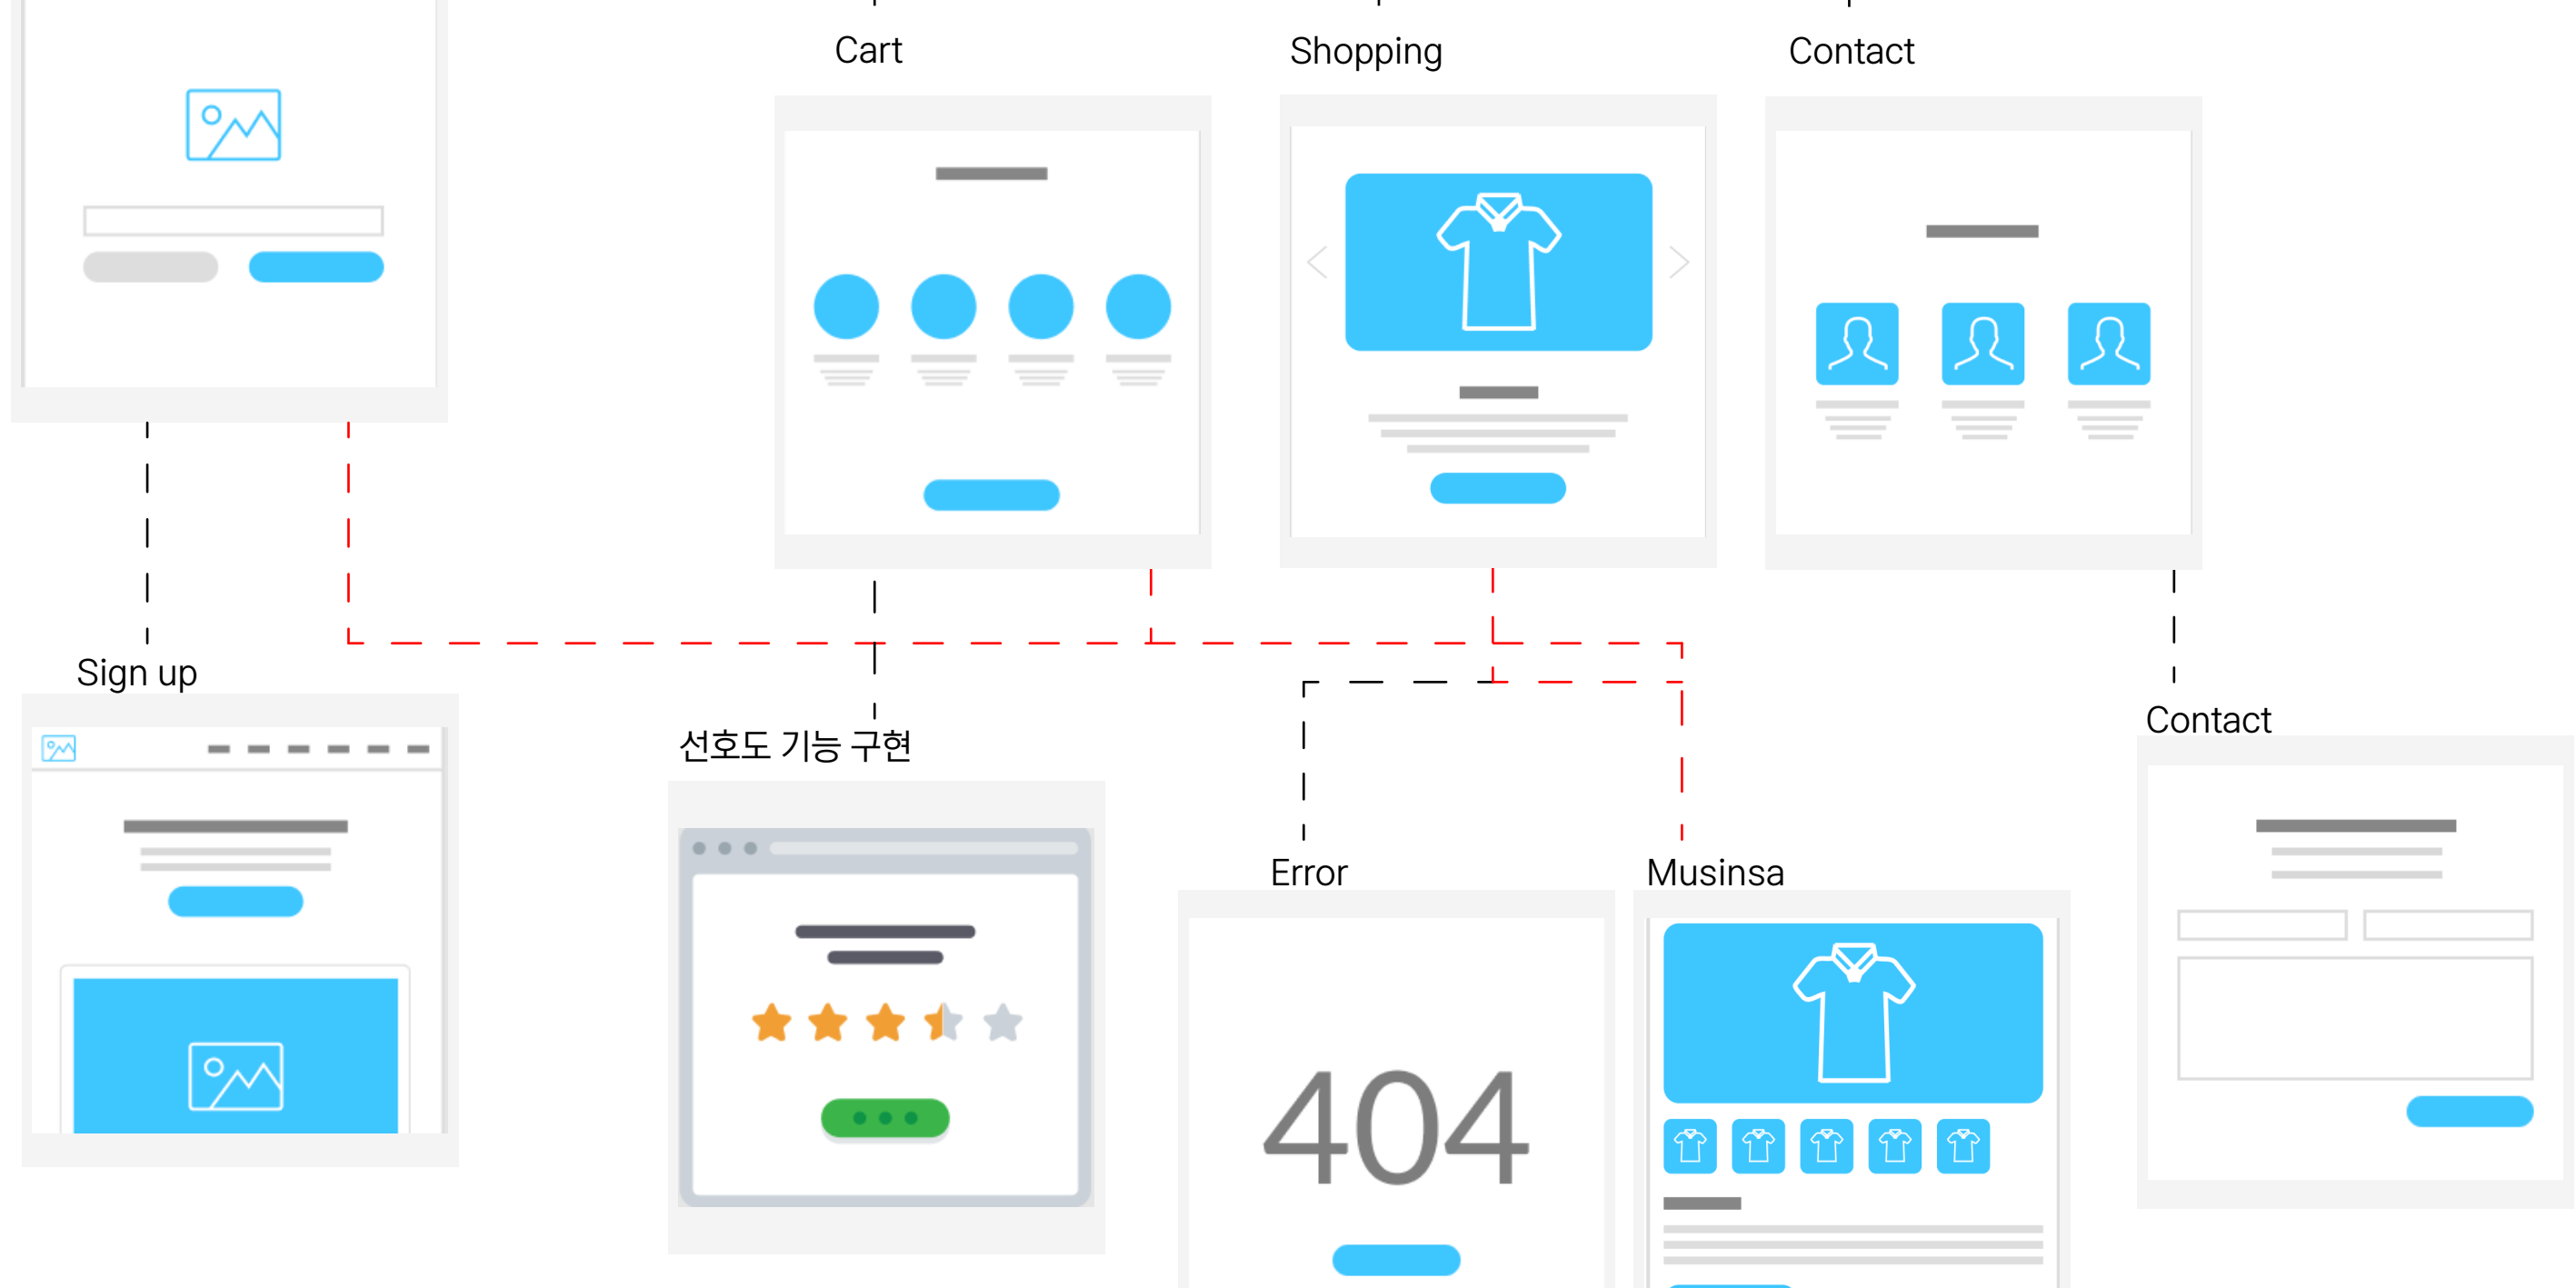 Cart
Shopping
Contact
Sign up
선호도 기능 구현
Contact
Error
Musinsa
404